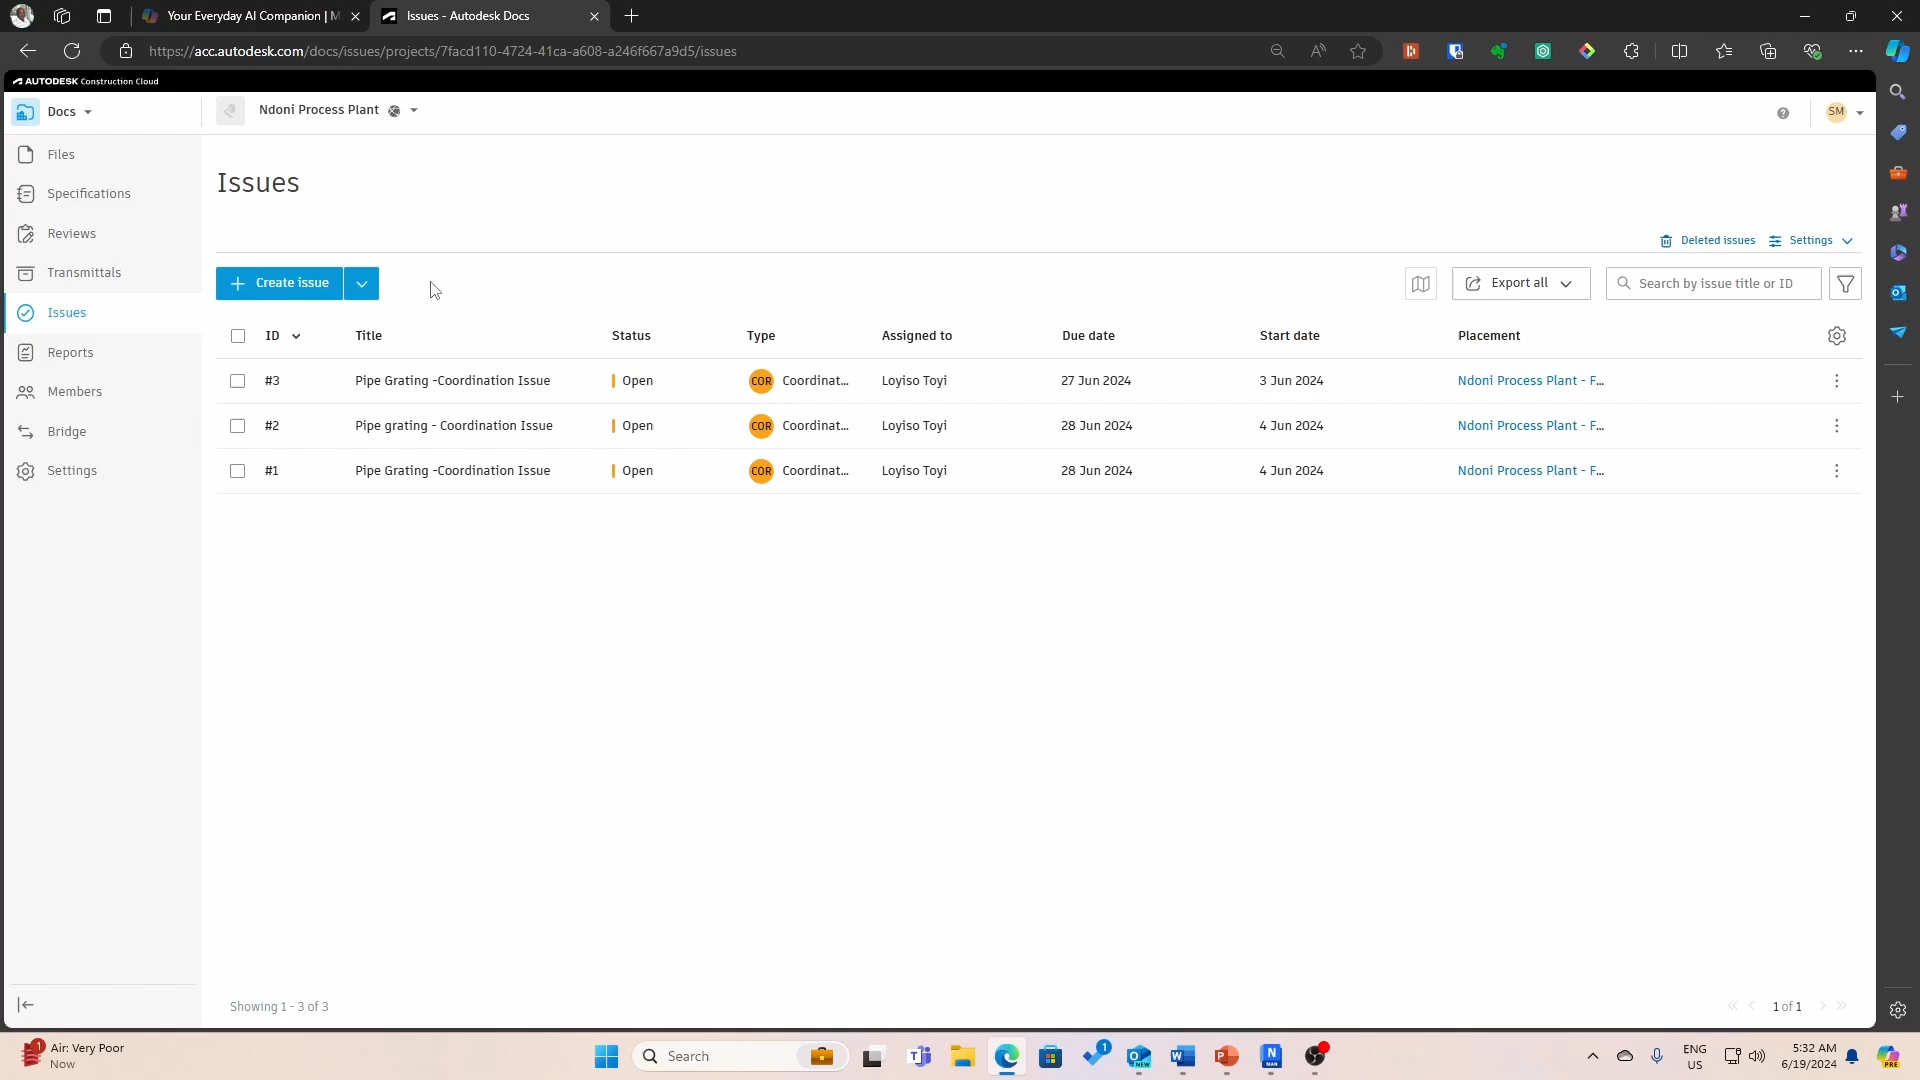 Your Everyday AI Companion | M
Issues - Autodesk Docs
https://acc.autodesk.com/docs/issues/projects/7facd110-4724-41ca-a608-a246f667a9d5/issues
AUTODESK Construction Cloud
Docs
Ndoni Process Plant
SM
Files
Specifications
Reviews
Transmittals
Issues
Reports
Members
Bridge
Settings
Issues
Deleted issues
Settings
Create issue
Export all
Search by issue title or ID
ID Title Status Type Assigned to Due date Start date Placement
#3 Pipe Grating -Coordination Issue Open COR Coordinat... Loyiso Toyi 27 Jun 2024 3 Jun 2024 Ndoni Process Plant - F...
#2 Pipe grating - Coordination Issue Open COR Coordinat... Loyiso Toyi 28 Jun 2024 4 Jun 2024 Ndoni Process Plant - F...
#1 Pipe Grating -Coordination Issue Open COR Coordinat... Loyiso Toyi 28 Jun 2024 4 Jun 2024 Ndoni Process Plant - F...
Showing 1 - 3 of 3
1 of 1
1
Air: Very Poor
Now
Search
1
ENG
US
5:32 AM
6/19/2024
PRE